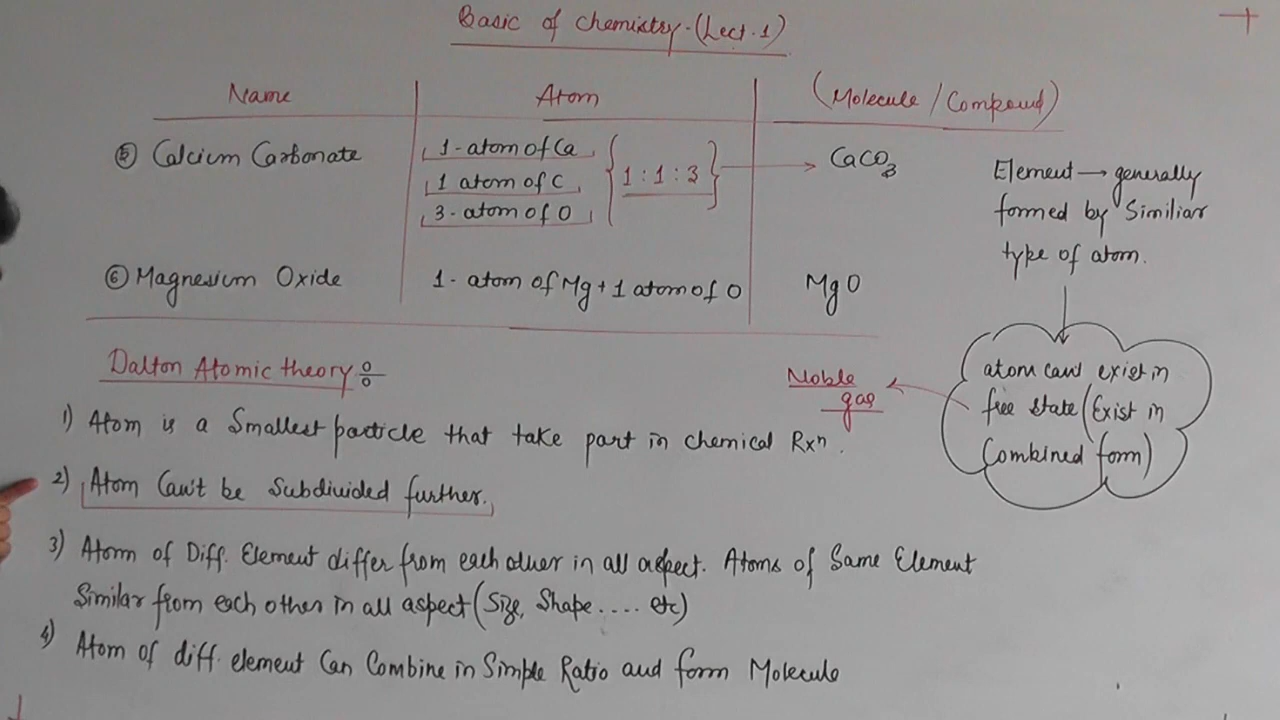 Basic of Chemistry.(Lect.1)
Name
Atom
(Molecule/Compound)
⑤ Calcium Carbonate
1-atom of Ca
1 atom of C
3-atom of O
1:1:3
CaCO3
⑥ Magnesium Oxide
1- atom of Mg+1 atom of O
MgO
Element → generally
formed by Similiar
type of atom.
exist in
free state (Exist in
Combined form)
Noble
gas
Dalton Atomic theory
1) Atom is a Smallest particle that take part in chemical Rxⁿ.
2) Atom Can't be Subdivided further.
3) Atom of Diff. Element differ from each other in all aspect. Atoms of Same Element
Similar from each other in all aspect (Size, Shape .... etc)
4) Atom of diff. element Can Combine in Simple Ratio and form Molecule